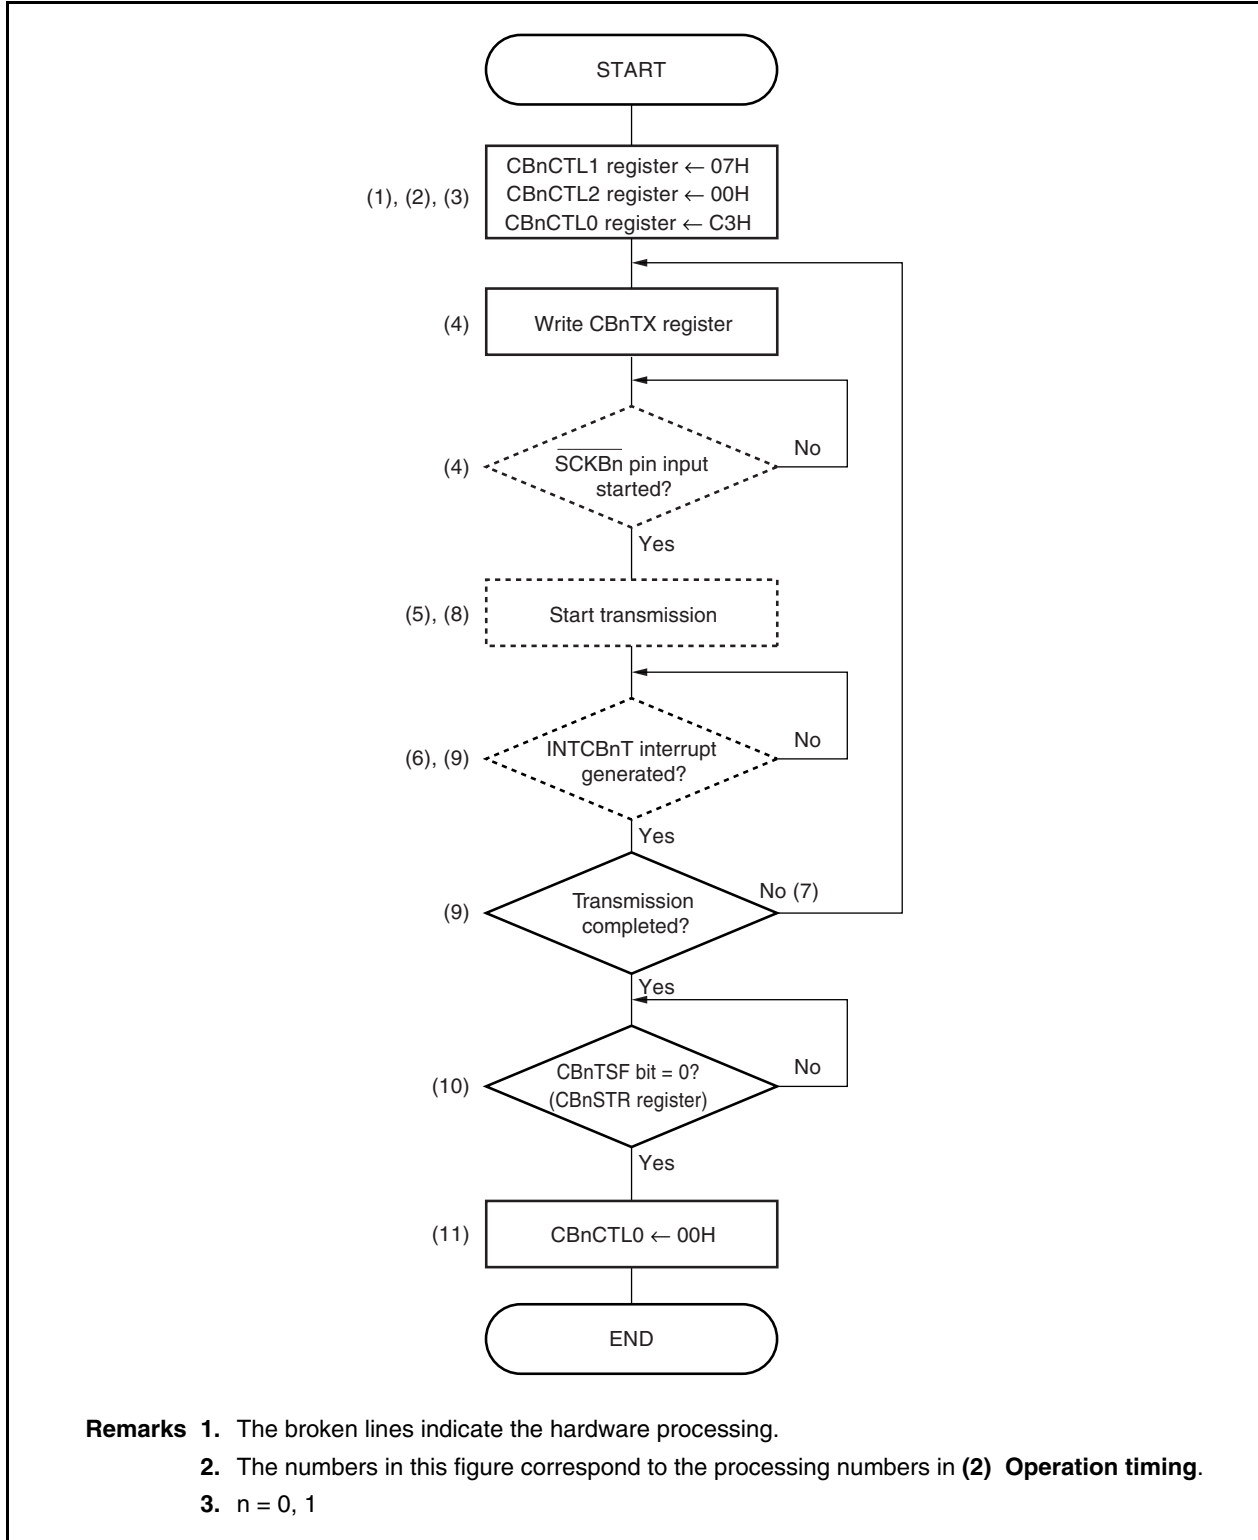 START
(1), (2), (3)
CBnCTL1 register ← 07H
CBnCTL2 register ← 00H
CBnCTL0 register ← C3H
(4)
Write CBnTX register
(4)
SCKBn pin input
started?
No
Yes
(5), (8)
Start transmission
(6), (9)
INTCBnT interrupt
generated?
No
Yes
(9)
Transmission
completed?
No (7)
Yes
(10)
CBnTSF bit = 0?
(CBnSTR register)
No
Yes
(11)
CBnCTL0 ← 00H
END
Remarks 1. The broken lines indicate the hardware processing.
2. The numbers in this figure correspond to the processing numbers in (2) Operation timing.
3. n = 0, 1